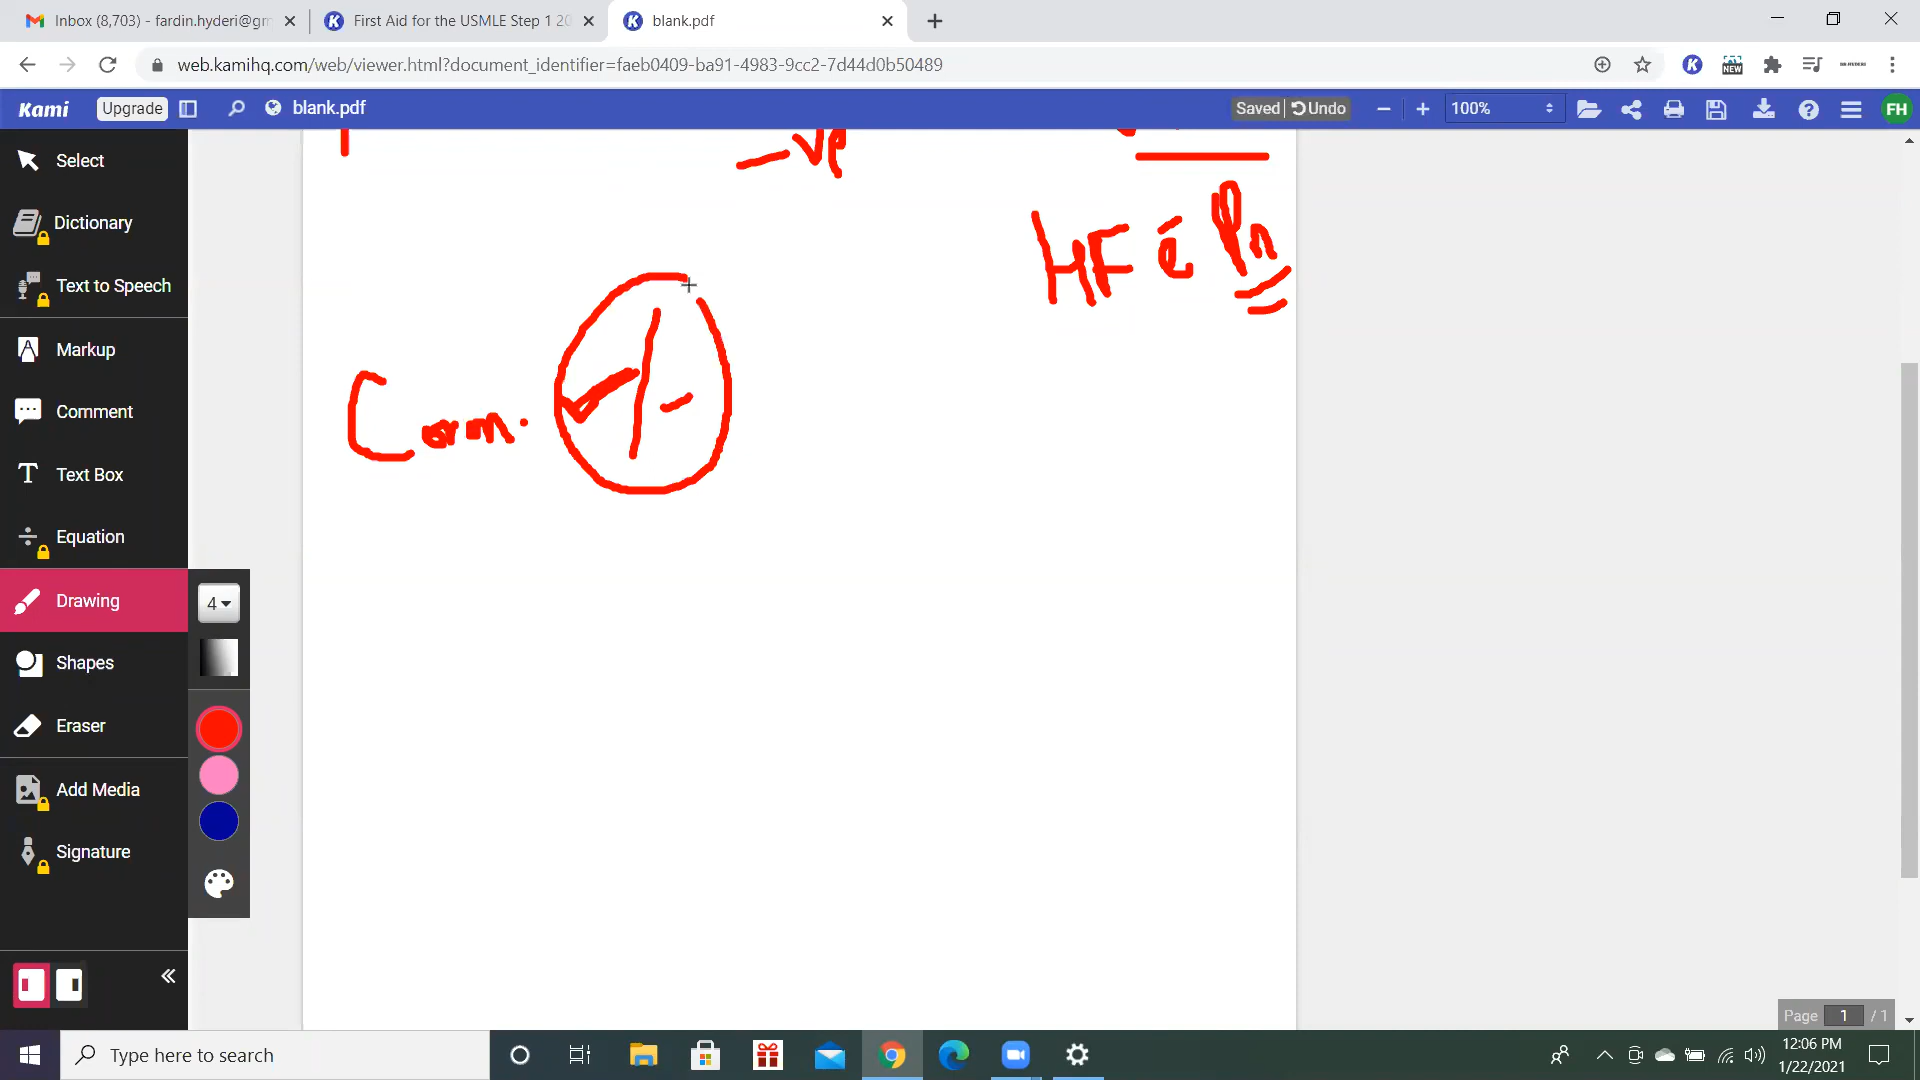 Inbox (8,703) - fardin.hyderi@gm
First Aid for the USMLE Step 1 20
blank.pdf
web.kamihq.com/web/viewer.html?document_identifier=faeb0409-ba91-4983-9cc2-7d44d0b50489
NEW
Kami
Upgrade
blank.pdf
Saved
Undo
100%
FH
Select
Dictionary
Text to Speech
Markup
Comment
Text Box
Equation
Drawing
Shapes
Eraser
Add Media
Signature
4
-ve
HF ē Pn
Comm.
Page 1 / 1
Type here to search
12:06 PM
1/22/2021